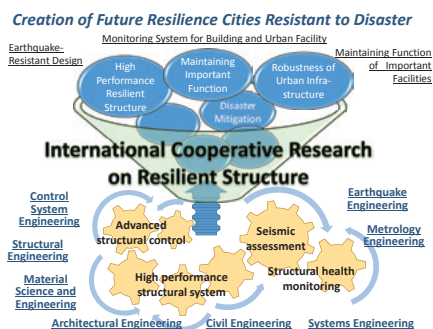 Creation of Future Resilience Cities Resistant to Disaster
Monitoring System for Building and Urban Facility
Earthquake-
Resistant Design
Maintaining Function
of Important
Facilities
High
Performance
Resilient
Structure
Maintaining
Important
Function
Robustness of
Urban Infra-
structure
Disaster
Mitigation
International Cooperative Research
on Resilient Structure
Control
System
Engineering
Structural
Engineering
Material
Science and
Engineering
Advanced
structural control
High performance
structural system
Seismic
assessment
Structural health
monitoring
Earthquake
Engineering
Metrology
Engineering
Architectural Engineering
Civil Engineering
Systems Engineering